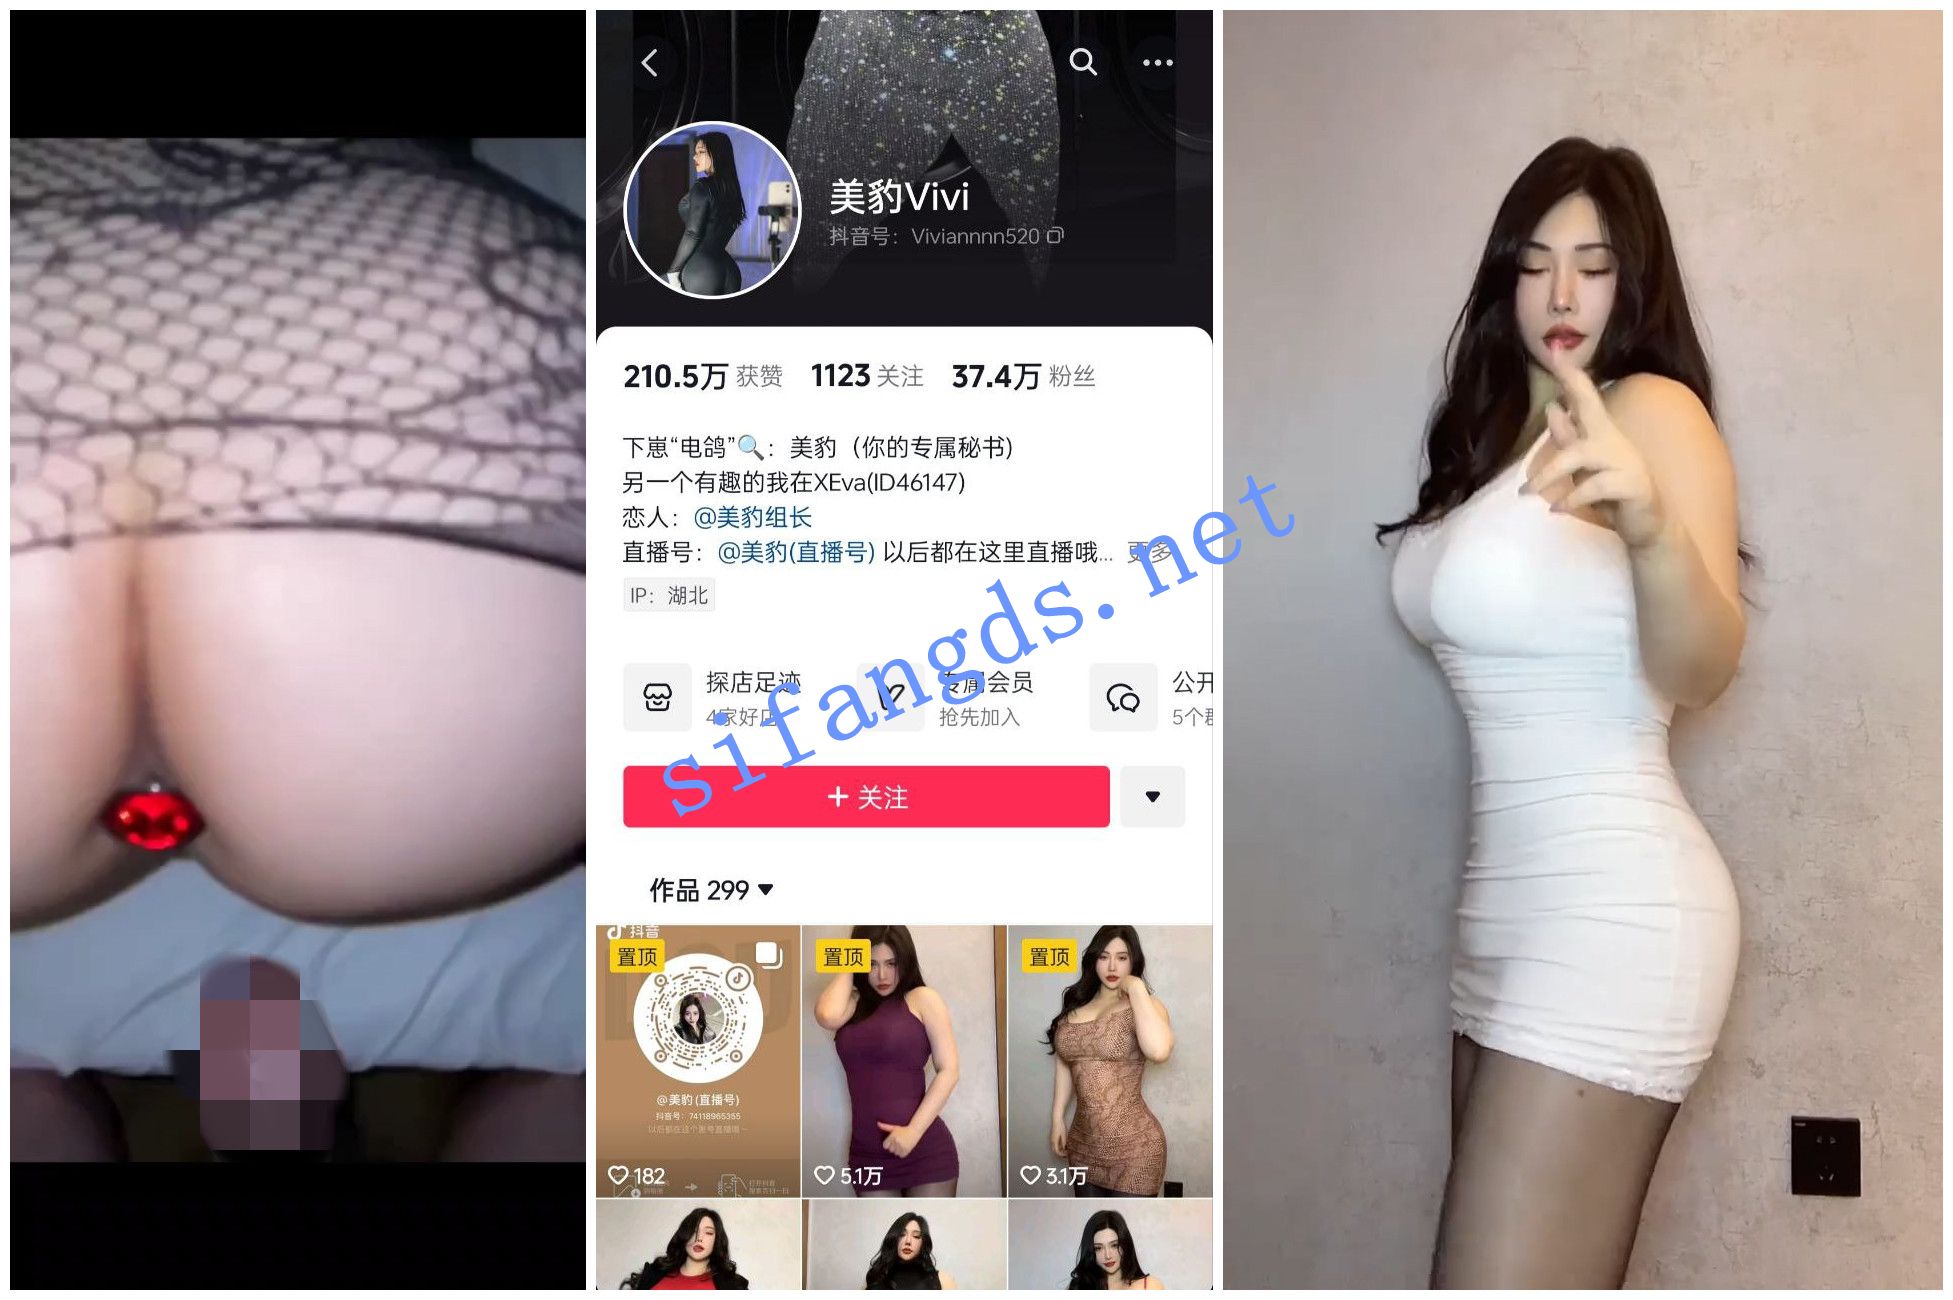 美豹Vivi
抖音号：Viviannnn520
210.5万 获赞 1123 关注 37.4万 粉丝
下崽“电鸽”🔍：美豹（你的专属秘书）
另一个有趣的我在XEva(ID46147)
恋人：@美豹组长
直播号：@美豹(直播号) 以后都在这里直播哦... 更多
IP：湖北
探店足迹
4家好店
专属会员
抢先加入
公开
5个群
+ 关注
作品 299
抖音
置顶
置顶
置顶
@美豹(直播号)
抖音号：74118965355
以后都在这个账号直播哦～
182
5.1万
3.1万
sifangds.net